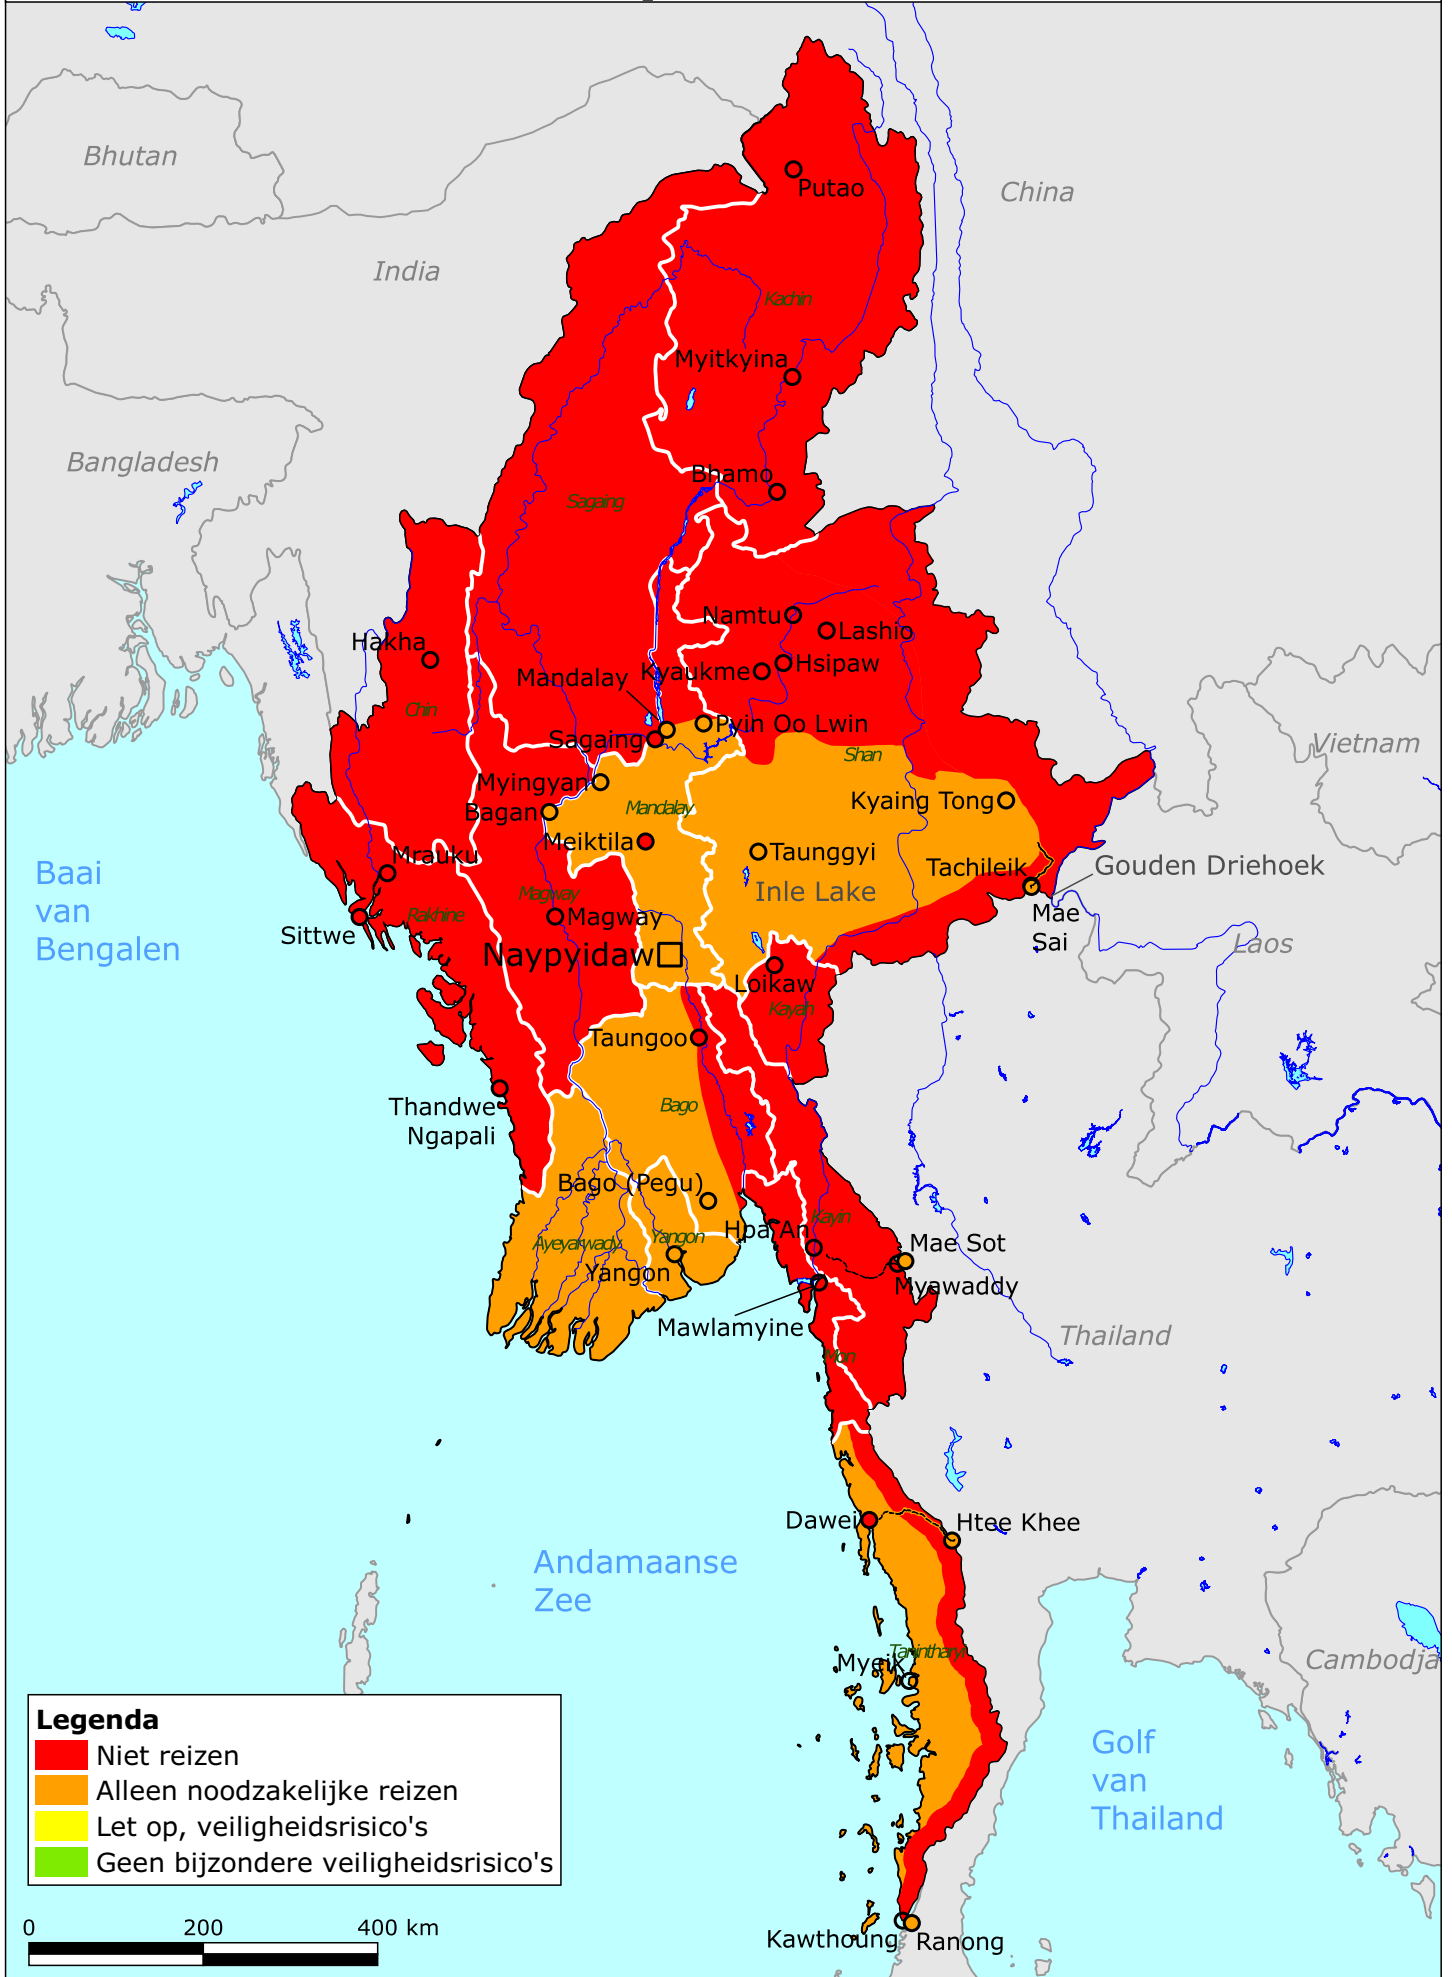 Bhutan
Putao
China
India
Kachin
Myitkyina
Bangladesh
Bhamo
Sagaing
Namtu
Lashio
Hakha
Hsipaw
Kyaukme
Mandalay
Chin
Pyin Oo Lwin
Sagaing
Vietnam
Shan
Myingyan
Kyaing Tong
Mandalay
Bagan
Meiktila
Taunggyi
Mrauku
Gouden Driehoek
Tachileik
Baai
van
Bengalen
Inle Lake
Magway
Magway
Rakhine
Mae
Sai
Sittwe
Laos
Naypyidaw
Loikaw
Kayah
Taungoo
Bago
Thandwe
Ngapali
Bago (Pegu)
Kayin
Hpa An
Yangon
Ayeyarwady
Mae Sot
Yangon
Myawaddy
Mawlamyine
Thailand
Mon
Dawei
Htee Khee
Andamaanse
Zee
Tanintharyi
Myeik
Cambodja
Golf
van
Thailand
Legenda
Niet reizen
Alleen noodzakelijke reizen
Let op, veiligheidsrisico's
Geen bijzondere veiligheidsrisico's
0 200 400 km
Kawthoung
Ranong